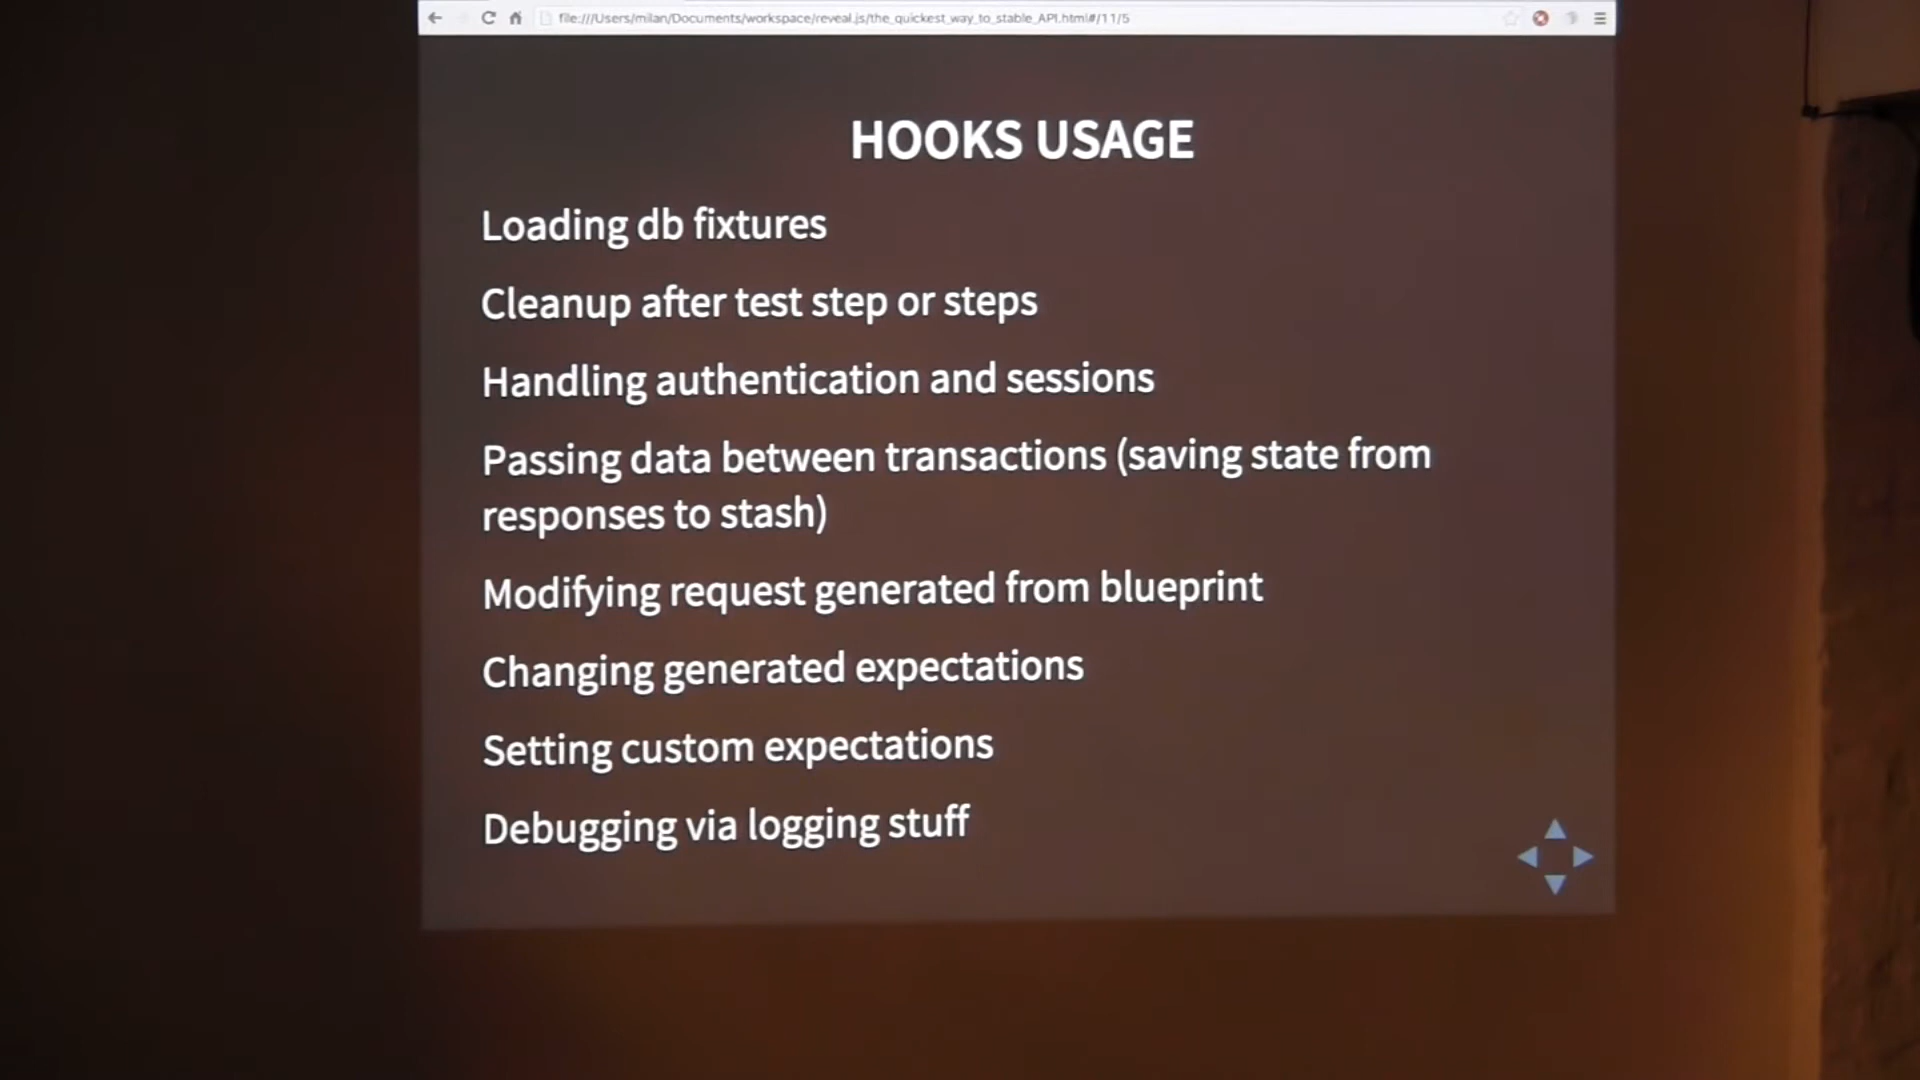 file:///Users/milan/Documents/workspace/reveal.js/the_quickest_way_to_stable_API.html#/11/5
HOOKS USAGE
Loading db fixtures
Cleanup after test step or steps
Handling authentication and sessions
Passing data between transactions (saving state from
responses to stash)
Modifying request generated from blueprint
Changing generated expectations
Setting custom expectations
Debugging via logging stuff